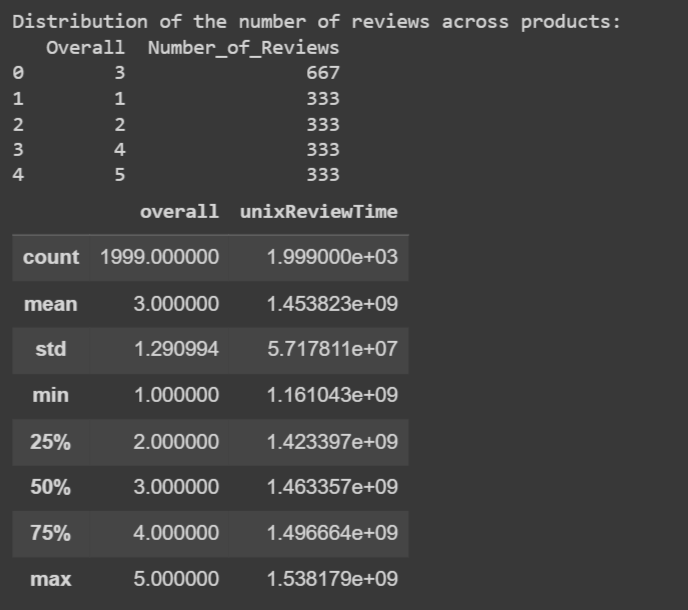 Distribution of the number of reviews across products:
Overall Number_of_Reviews
0 3 667
1 1 333
2 2 333
3 4 333
4 5 333
overall unixReviewTime
count 1999.000000 1.999000e+03
mean 3.000000 1.453823e+09
std 1.290994 5.717811e+07
min 1.000000 1.161043e+09
25% 2.000000 1.423397e+09
50% 3.000000 1.463357e+09
75% 4.000000 1.496664e+09
max 5.000000 1.538179e+09